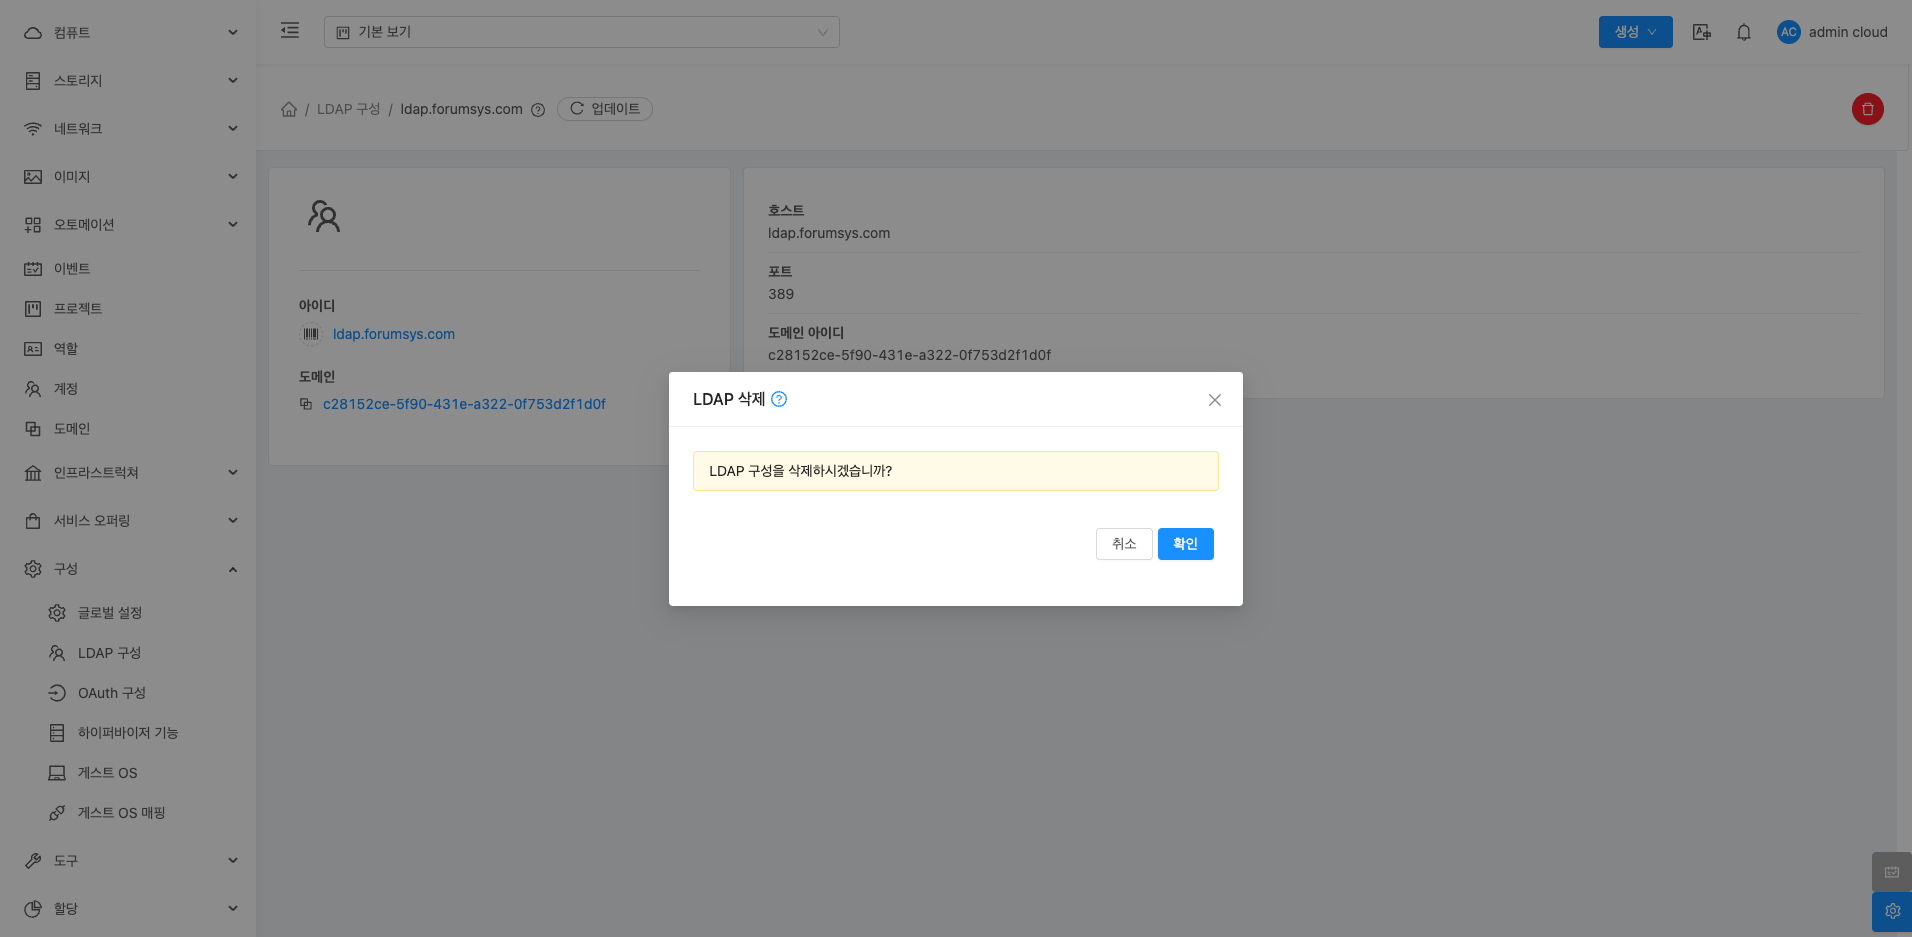 컴퓨트
스토리지
네트워크
이미지
오토메이션
이벤트
프로젝트
역할
계정
도메인
인프라스트럭쳐
서비스 오퍼링
구성
글로벌 설정
LDAP 구성
OAuth 구성
하이퍼바이저 기능
게스트 OS
게스트 OS 매핑
도구
할당
기본 보기
생성
AC admin cloud
/ LDAP 구성 / ldap.forumsys.com 업데이트
아이디
ldap.forumsys.com
도메인
c28152ce-5f90-431e-a322-0f753d2f1d0f
호스트
ldap.forumsys.com
포트
389
도메인 아이디
c28152ce-5f90-431e-a322-0f753d2f1d0f
LDAP 삭제
LDAP 구성을 삭제하시겠습니까?
취소 확인